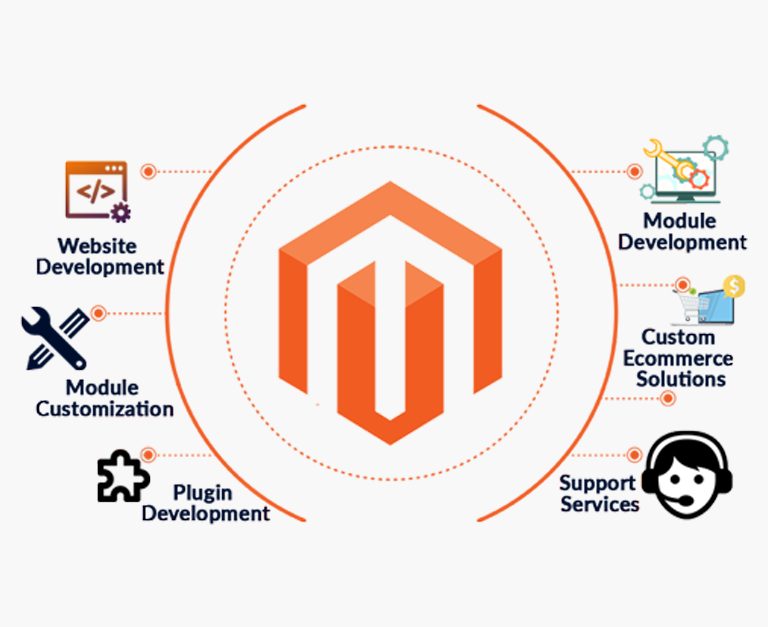 Website
Development
Module
Customization
Plugin
Development
Module
Development
Custom
Ecommerce
Solutions
Support
Services